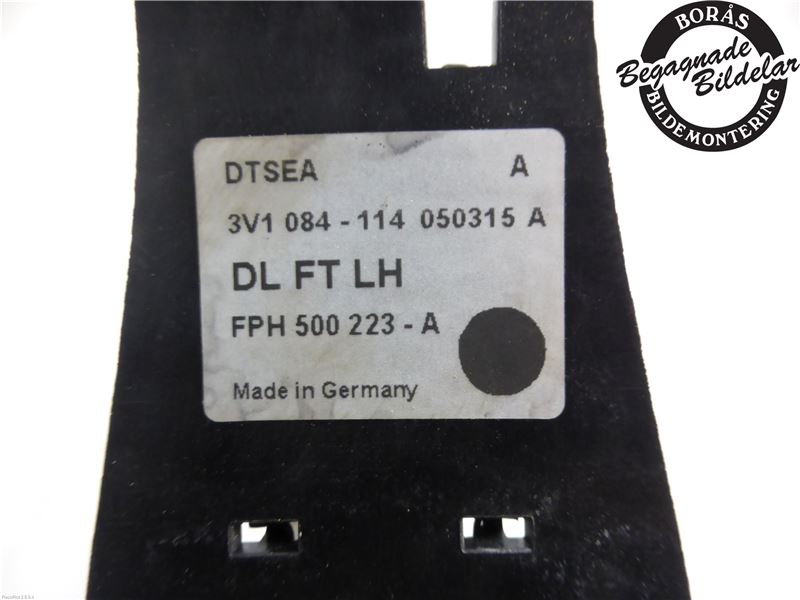 BORÅS
Begagnade
Bildelar
BILDEMONTERING
DTSEA A
3V1 084 - 114 050315 A
DL FT LH
FPH 500 223 - A
Made in Germany